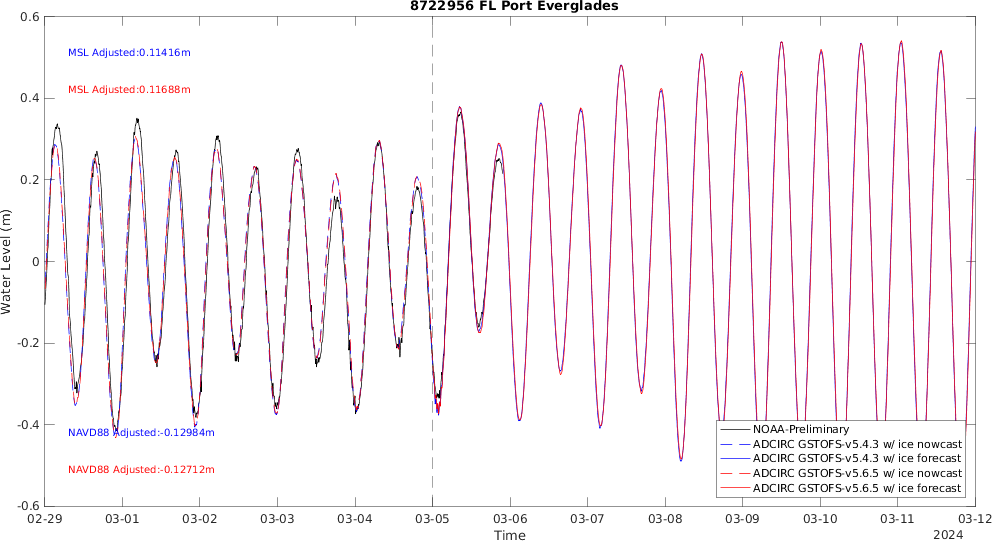 8722956 FL Port Everglades
0.6
0.4
0.2
0
-0.2
-0.4
-0.6
Water Level (m)
MSL Adjusted:0.11416m
MSL Adjusted:0.11688m
NAVD88 Adjusted:-0.12984m
NAVD88 Adjusted:-0.12712m
NOAA-Preliminary
ADCIRC GSTOFS-v5.4.3 w/ ice nowcast
ADCIRC GSTOFS-v5.4.3 w/ ice forecast
ADCIRC GSTOFS-v5.6.5 w/ ice nowcast
ADCIRC GSTOFS-v5.6.5 w/ ice forecast
02-29 03-01 03-02 03-03 03-04 03-05 03-06 03-07 03-08 03-09 03-10 03-11 03-12
Time
2024